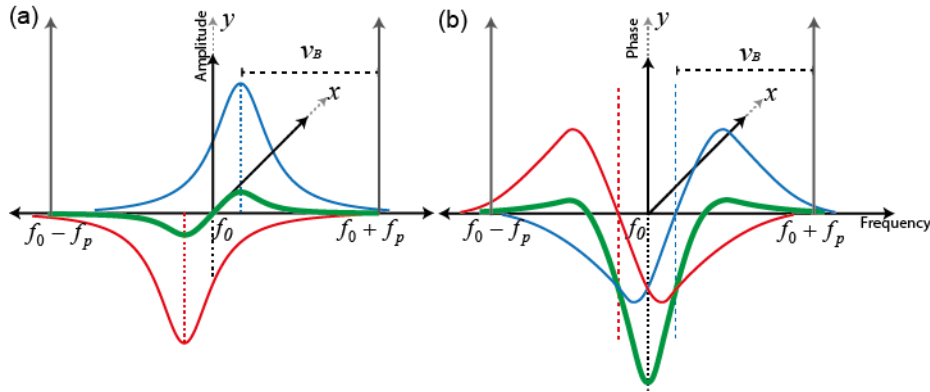 (a)
Amplitude
y
v_B
x
f_0 − f_p
f_0
f_0 + f_p
(b)
Phase
y
v_B
x
f_0 − f_p
f_0
f_0 + f_p
Frequency